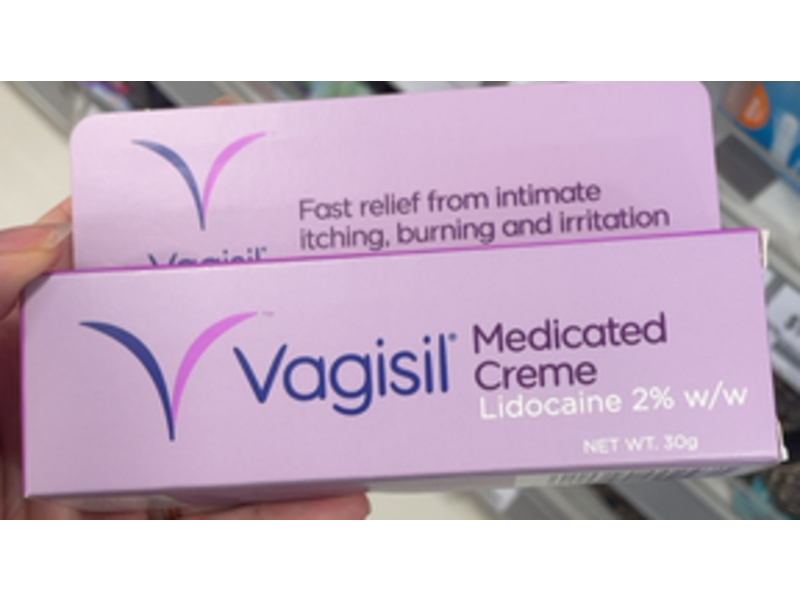 Fast relief from intimate
itching, burning and irritation
Vagisil®
Vagisil®
Medicated
Creme
Lidocaine 2% w/w
NET WT. 30g